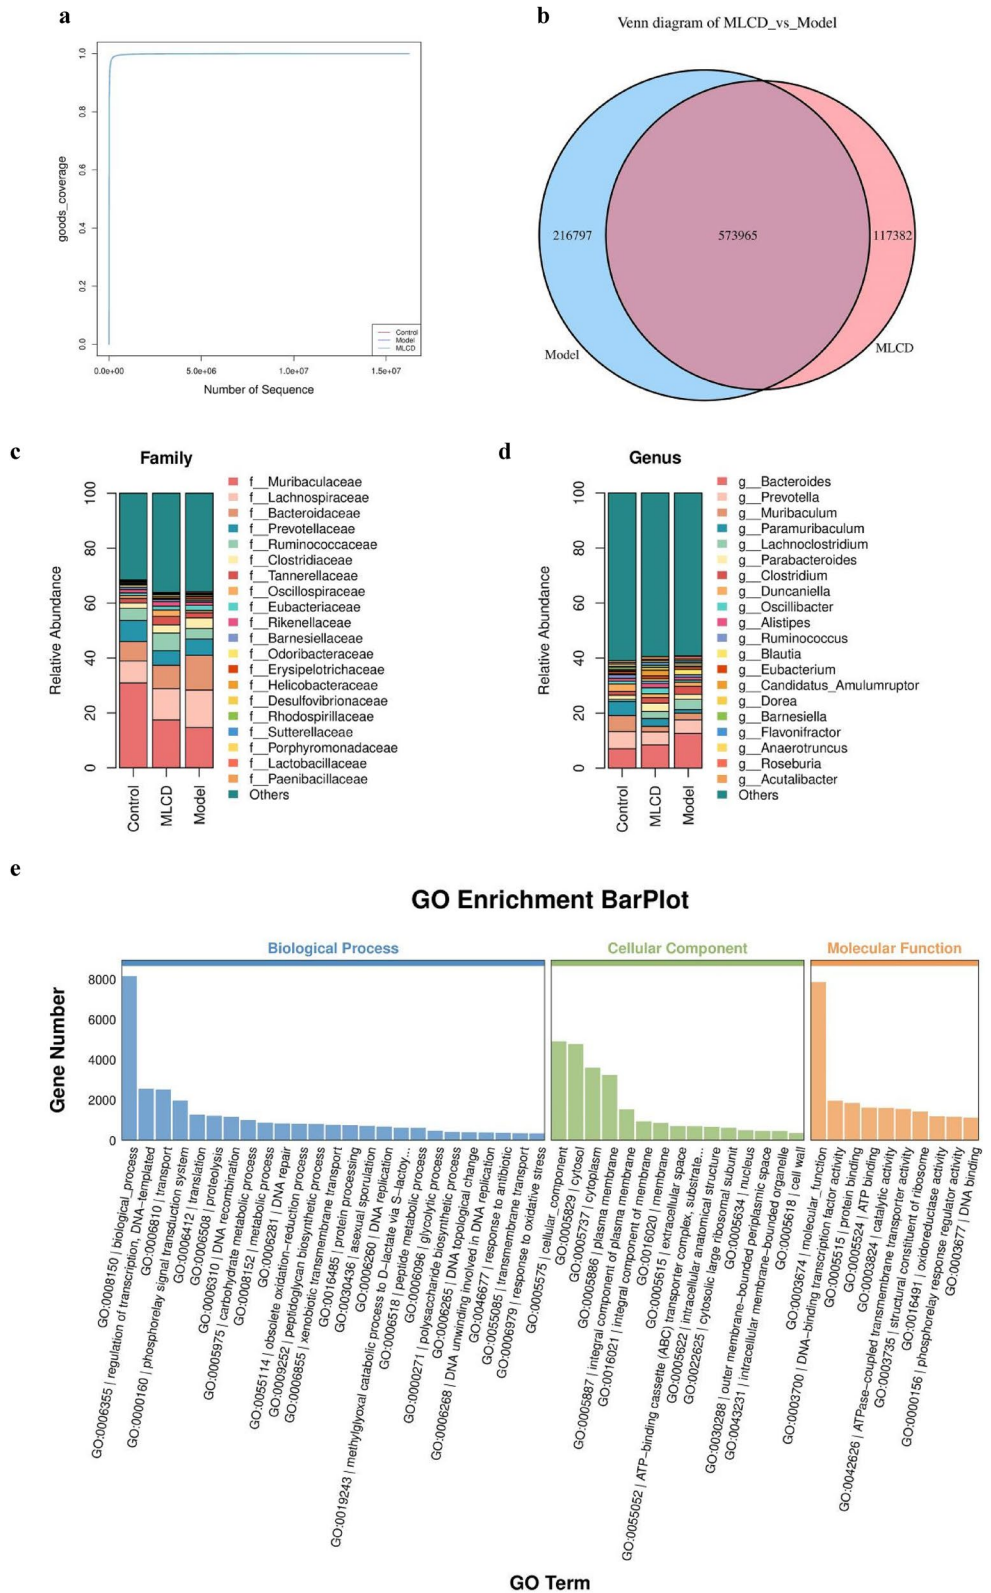 a
goods_coverage
1.0
0.8
0.6
0.4
0.2
0.0
0.0e+00
5.0e+06
1.0e+07
1.5e+07
Number of Sequence
Control
Model
MLCD
b
Venn diagram of MLCD_vs_Model
216797
573965
117382
Model
MLCD
c
Family
Relative Abundance
100
80
60
40
20
0
Control
MLCD
Model
f__Muribaculaceae
f__Lachnospiraceae
f__Bacteroidaceae
f__Prevotellaceae
f__Ruminococcaceae
f__Clostridiaceae
f__Tannerellaceae
f__Oscillospiraceae
f__Eubacteriaceae
f__Rikenellaceae
f__Barnesiellaceae
f__Odoribacteraceae
f__Erysipelotrichaceae
f__Helicobacteraceae
f__Desulfovibrionaceae
f__Rhodospirillaceae
f__Sutterellaceae
f__Porphyromonadaceae
f__Lactobacillaceae
f__Paenibacillaceae
Others
d
Genus
Relative Abundance
100
80
60
40
20
0
Control
MLCD
Model
g__Bacteroides
g__Prevotella
g__Muribaculum
g__Paramuribaculum
g__Lachnoclostridium
g__Parabacteroides
g__Clostridium
g__Duncaniella
g__Oscillibacter
g__Alistipes
g__Ruminococcus
g__Blautia
g__Eubacterium
g__Candidatus_Amulumruptor
g__Dorea
g__Barnesiella
g__Flavonifractor
g__Anaerotruncus
g__Roseburia
g__Acutalibacter
Others
e
GO Enrichment BarPlot
Biological Process
Cellular Component
Molecular Function
Gene Number
8000
6000
4000
2000
0
GO:0008150 | biological_process
GO:0006355 | regulation of transcription, DNA−templated
GO:0006810 | transport
GO:0000160 | phosphorelay signal transduction system
GO:0006412 | translation
GO:0006508 | proteolysis
GO:0006310 | DNA recombination
GO:0005975 | carbohydrate metabolic process
GO:0008152 | metabolic process
GO:0006281 | DNA repair
GO:0055114 | obsolete oxidation−reduction process
GO:0009252 | peptidoglycan biosynthetic process
GO:0006855 | xenobiotic transmembrane transport
GO:0016485 | protein processing
GO:0030436 | asexual sporulation
GO:0006260 | DNA replication
GO:0019243 | methylglyoxal catabolic process to D−lactate via S−lactoy...
GO:0006518 | peptide metabolic process
GO:0006096 | glycolytic process
GO:0000271 | polysaccharide biosynthetic process
GO:0006265 | DNA topological change
GO:0006268 | DNA unwinding involved in DNA replication
GO:0046677 | response to antibiotic
GO:0055085 | transmembrane transport
GO:0006979 | response to oxidative stress
GO:0005575 | cellular_component
GO:0005829 | cytosol
GO:0005737 | cytoplasm
GO:0005886 | plasma membrane
GO:0005887 | integral component of plasma membrane
GO:0016021 | integral component of membrane
GO:0016020 | membrane
GO:0005615 | extracellular space
GO:0055052 | ATP−binding cassette (ABC) transporter complex, substrate...
GO:0005622 | intracellular anatomical structure
GO:0022625 | cytosolic large ribosomal subunit
GO:0005634 | nucleus
GO:0030288 | outer membrane−bounded periplasmic space
GO:0043231 | intracellular membrane−bounded organelle
GO:0005618 | cell wall
GO:0003674 | molecular_function
GO:0003700 | DNA−binding transcription factor activity
GO:0005515 | protein binding
GO:0005524 | ATP binding
GO:0003824 | catalytic activity
GO:0042626 | ATPase−coupled transmembrane transporter activity
GO:0003735 | structural constituent of ribosome
GO:0016491 | oxidoreductase activity
GO:0000156 | phosphorelay response regulator activity
GO:0003677 | DNA binding
GO Term